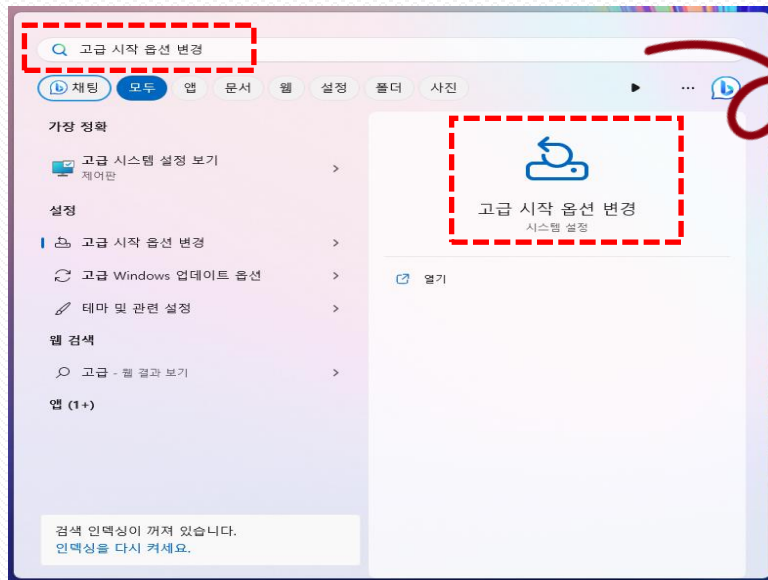 고급 시작 옵션 변경
채팅 모두 앱 문서 웹 설정 폴더 사진 ...
가장 정확
고급 시스템 설정 보기
제어판
설정
고급 시작 옵션 변경
고급 Windows 업데이트 옵션
테마 및 관련 설정
웹 검색
고급 - 웹 결과 보기
앱 (1+)
검색 인덱싱이 꺼져 있습니다.
인덱싱을 다시 켜세요.
고급 시작 옵션 변경
시스템 설정
열기